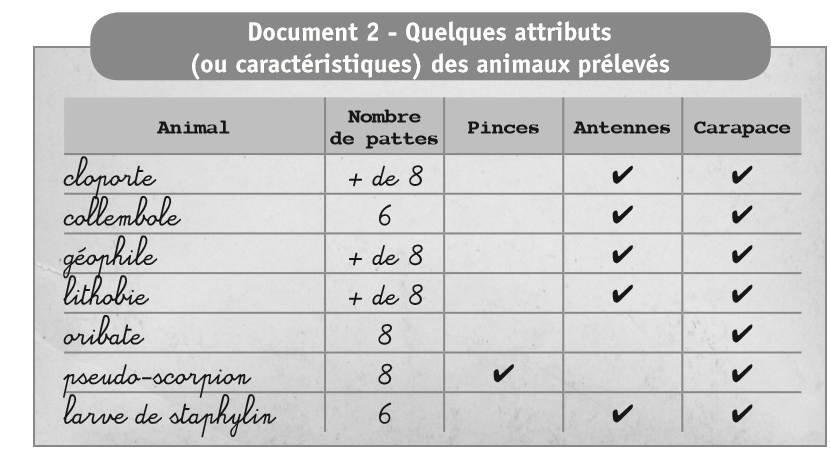 Document 2 - Quelques attributs
(ou caractéristiques) des animaux prélevés
Animal Nombre de pattes Pinces Antennes Carapace
cloporte + de 8 ✔ ✔
collembole 6 ✔ ✔
géophile + de 8 ✔ ✔
lithobie + de 8 ✔ ✔
oribate 8 ✔
pseudo-scorpion 8 ✔ ✔
larve de staphylin 6 ✔ ✔